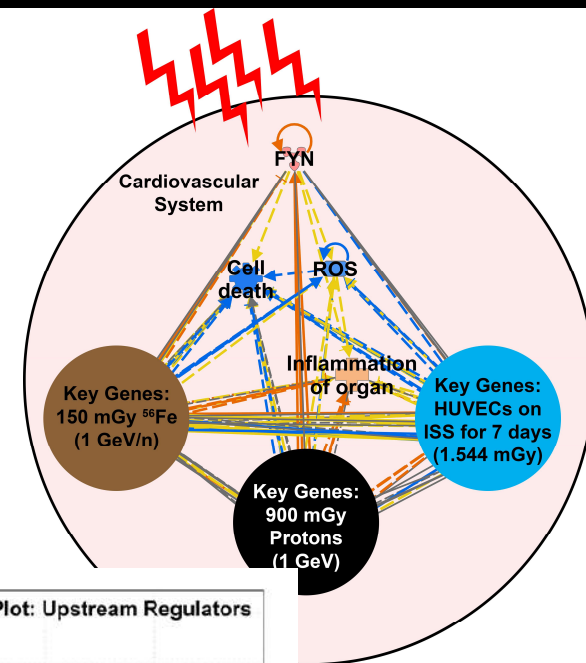 FYN
Cardiovascular
System
Cell
death
ROS
Inflammation
of organ
Key Genes:
150 mGy ⁵⁶Fe
(1 GeV/n)
Key Genes:
HUVECs on
ISS for 7 days
(1.544 mGy)
Key Genes:
900 mGy
Protons
(1 GeV)
Plot: Upstream Regulators